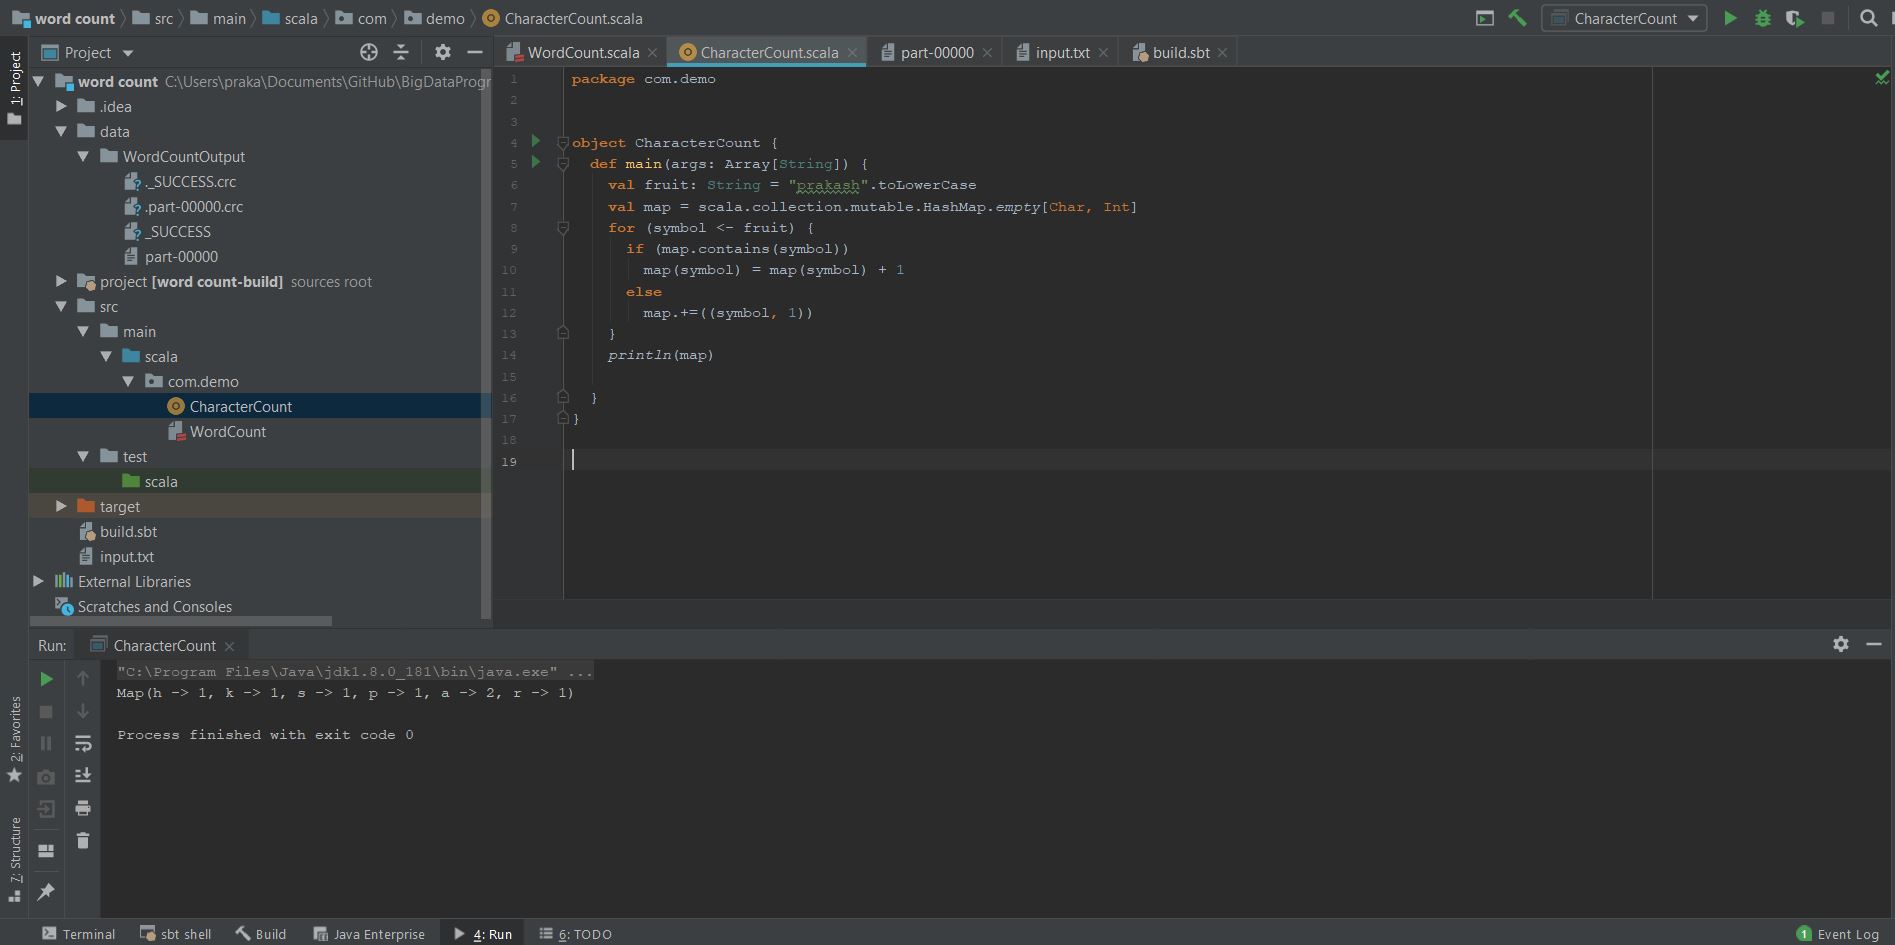 word count src main scala com demo CharacterCount.scala CharacterCount
Project WordCount.scala CharacterCount.scala part-00000 input.txt build.sbt
1: Project
word count C:\Users\praka\Documents\GitHub\BigDataProgr
.idea
data
WordCountOutput
._SUCCESS.crc
.part-00000.crc
_SUCCESS
part-00000
project [word count-build] sources root
src
main
scala
com.demo
CharacterCount
WordCount
test
scala
target
build.sbt
input.txt
External Libraries
Scratches and Consoles
1 package com.demo
2
3
4 object CharacterCount {
5 def main(args: Array[String]) {
6 val fruit: String = "prakash".toLowerCase
7 val map = scala.collection.mutable.HashMap.empty[Char, Int]
8 for (symbol <- fruit) {
9 if (map.contains(symbol))
10 map(symbol) = map(symbol) + 1
11 else
12 map.+=((symbol, 1))
13 }
14 println(map)
15
16 }
17 }
18
19
Run: CharacterCount
"C:\Program Files\Java\jdk1.8.0_181\bin\java.exe" ...
Map(h -> 1, k -> 1, s -> 1, p -> 1, a -> 2, r -> 1)
Process finished with exit code 0
2: Favorites
7: Structure
Terminal sbt shell Build Java Enterprise 4: Run 6: TODO 1 Event Log